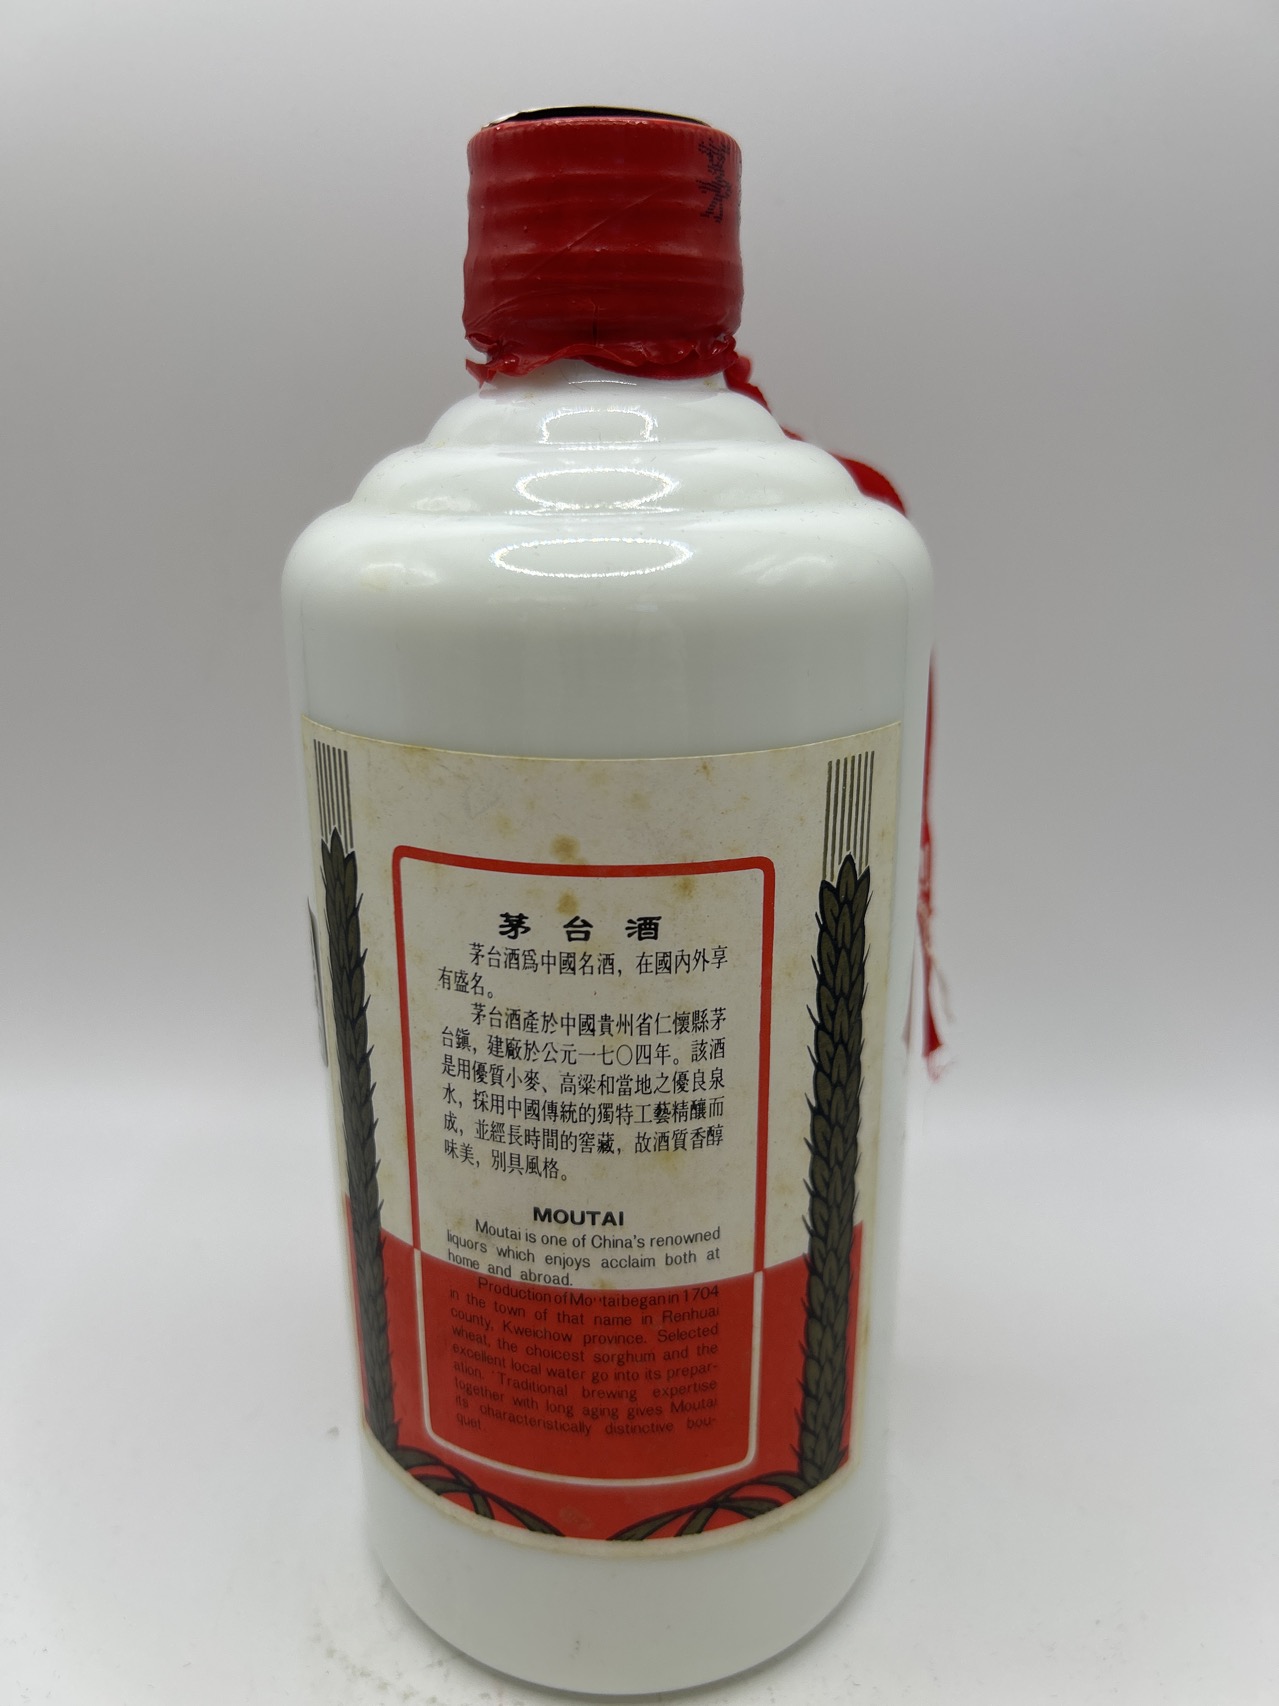 茅台酒
茅台酒爲中國名酒，在國內外享
有盛名。
茅台酒產於中國貴州省仁懷縣茅
台鎭，建廠於公元一七〇四年。該酒
是用優質小麥、高粱和當地之優良泉
水，採用中國傳統的獨特工藝精釀而
成，並經長時間的窖藏，故酒質香醇
味美，別具風格。
MOUTAI
Moutai is one of China's renowned
liquors which enjoys acclaim both at
home and abroad.
Production of Moutai began in 1704
in the town of that name in Renhuai
county, Kweichow province. Selected
wheat, the choicest sorghum and the
excellent local water go into its prepar-
ation. Traditional brewing expertise
together with long aging gives Moutai
its characteristically distinctive bou-
quet.